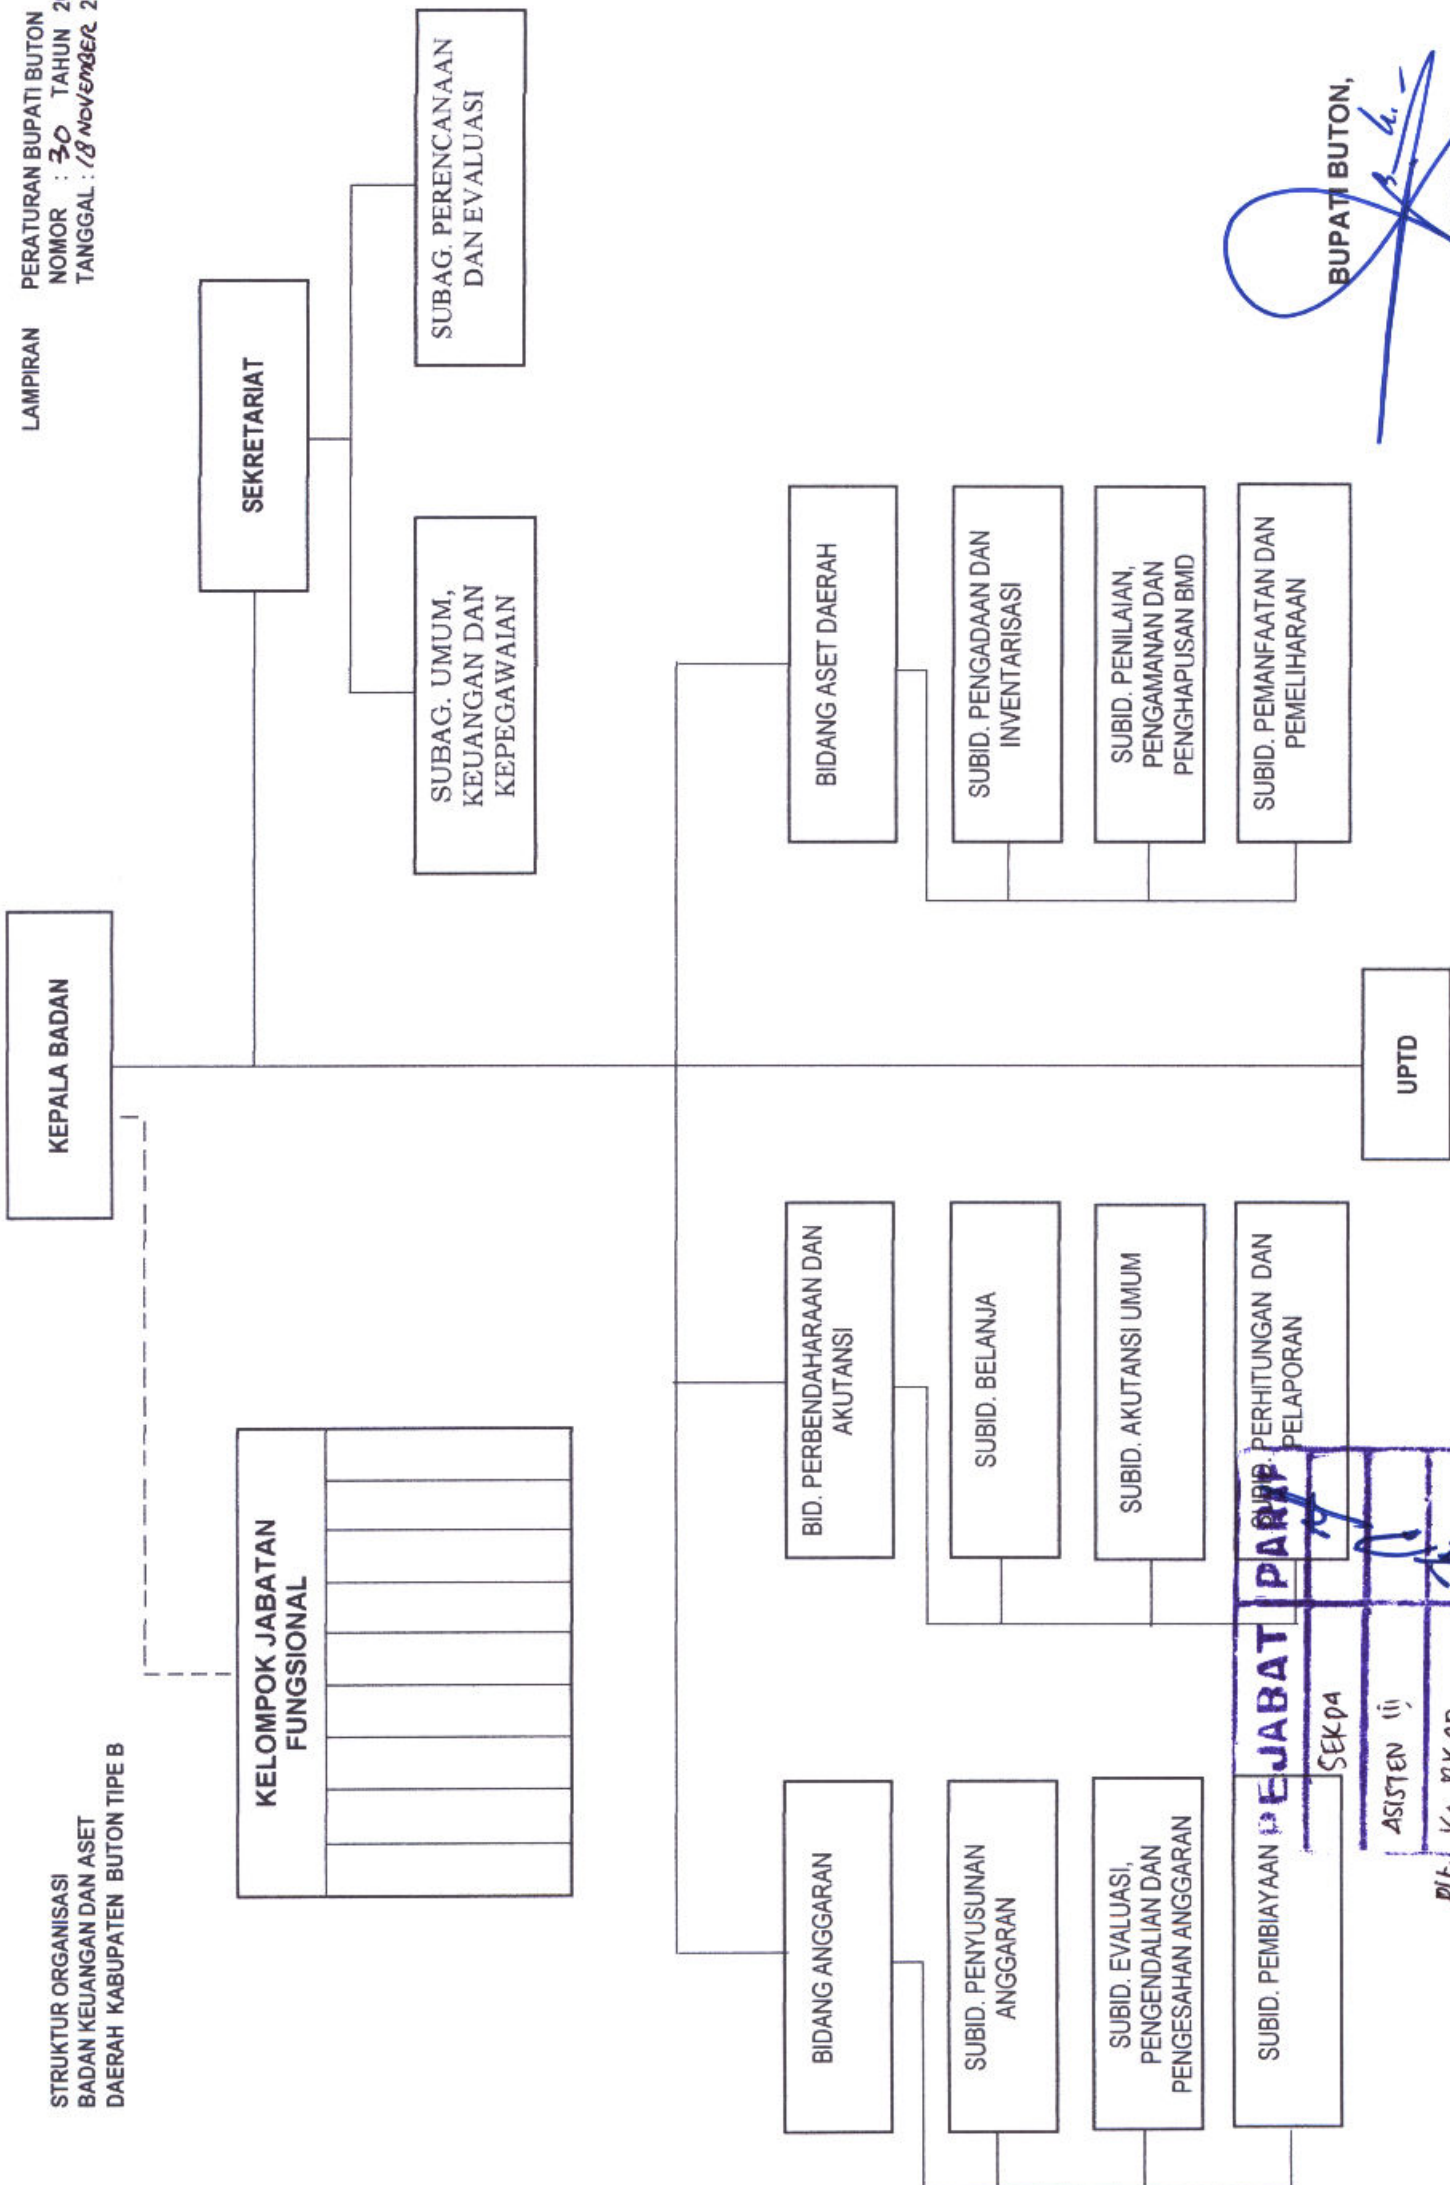 STRUKTUR ORGANISASI
BADAN KEUANGAN DAN ASET
DAERAH KABUPATEN BUTON TIPE B
LAMPIRAN PERATURAN BUPATI BUTON
NOMOR : 30 TAHUN 2
TANGGAL : 18 NOVEMBER 2
KEPALA BADAN
KELOMPOK JABATAN
FUNGSIONAL
SEKRETARIAT
SUBAG. UMUM,
KEUANGAN DAN
KEPEGAWAIAN
SUBAG. PERENCANAAN
DAN EVALUASI
BIDANG ANGGARAN
SUBID. PENYUSUNAN
ANGGARAN
SUBID. EVALUASI,
PENGENDALIAN DAN
PENGESAHAN ANGGARAN
SUBID. PEMBIAYAAN
BID. PERBENDAHARAAN DAN
AKUTANSI
SUBID. BELANJA
SUBID. AKUTANSI UMUM
SUBID. PERHITUNGAN DAN
PELAPORAN
BIDANG ASET DAERAH
SUBID. PENGADAAN DAN
INVENTARISASI
SUBID. PENILAIAN,
PENGAMANAN DAN
PENGHAPUSAN BMD
SUBID. PEMANFAATAN DAN
PEMELIHARAAN
UPTD
PEJABAT PARAF
SEKDA
ASISTEN III
BUPATI BUTON,